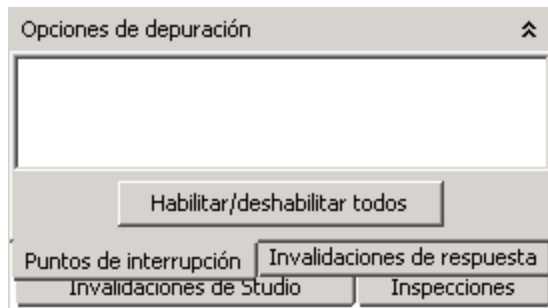 Opciones de depuración
Habilitar/deshabilitar todos
Puntos de interrupción Invalidaciones de respuesta
Invalidaciones de Studio Inspecciones